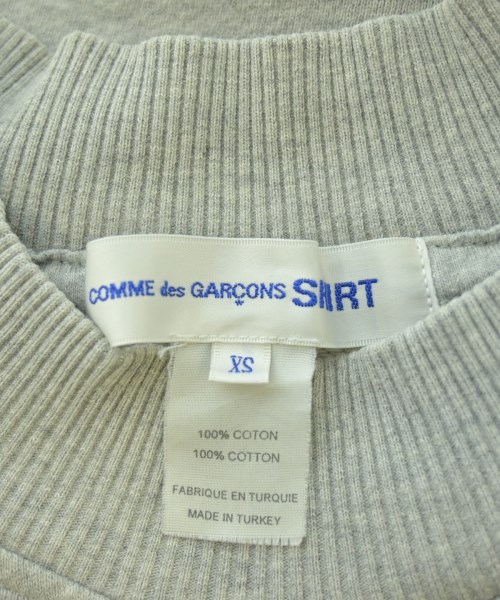 COMME des GARÇONS SHIRT
*
XS
100% COTON
100% COTTON
FABRIQUE EN TURQUIE
MADE IN TURKEY